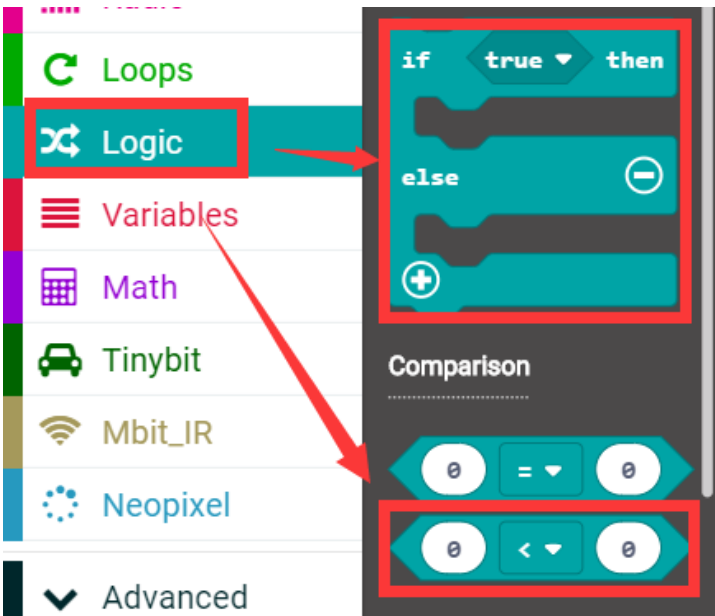 Loops
Logic
Variables
Math
Tinybit
Mbit_IR
Neopixel
Advanced
if true then
else
Comparison
0 = 0
0 < 0